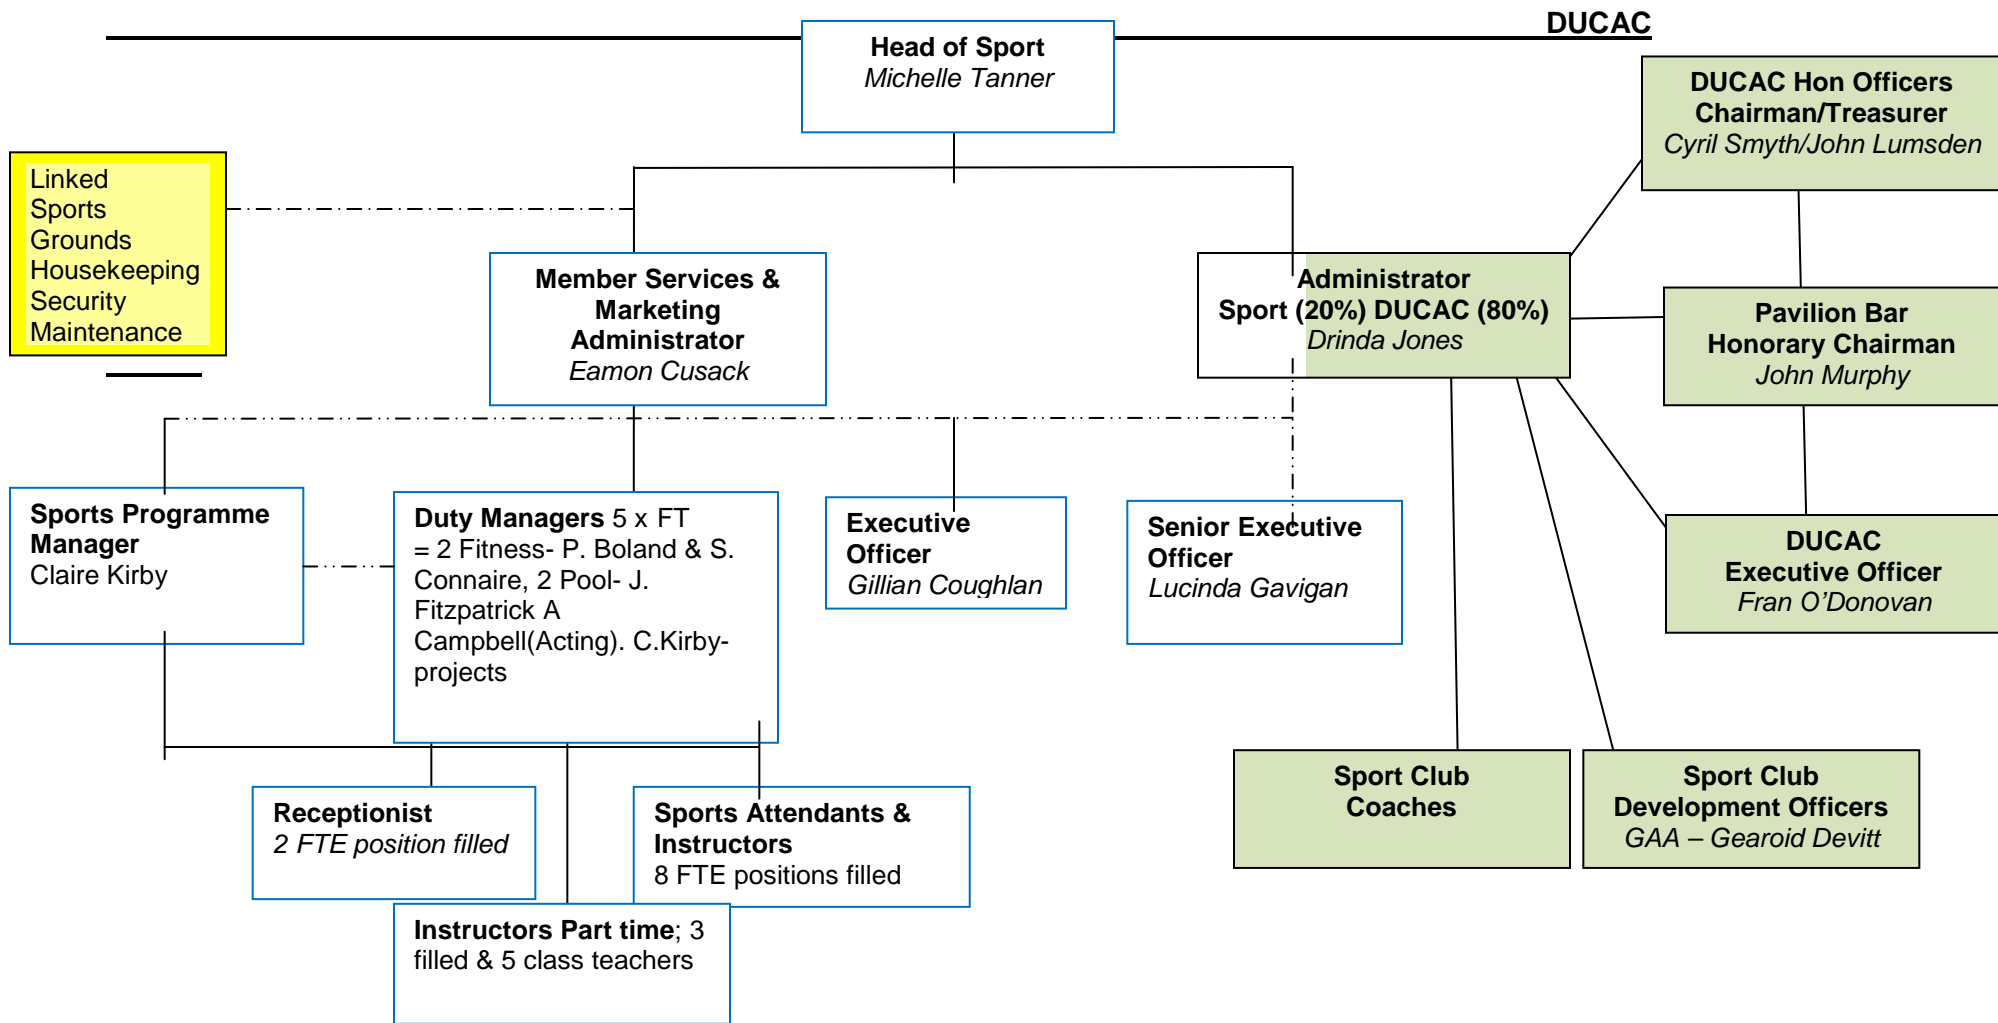 DUCAC
Head of Sport
Michelle Tanner
DUCAC Hon Officers
Chairman/Treasurer
Cyril Smyth/John Lumsden
Linked
Sports
Grounds
Housekeeping
Security
Maintenance
Member Services &
Marketing
Administrator
Eamon Cusack
Administrator
Sport (20%) DUCAC (80%)
Drinda Jones
Pavilion Bar
Honorary Chairman
John Murphy
Sports Programme
Manager
Claire Kirby
Duty Managers 5 x FT
= 2 Fitness- P. Boland & S.
Connaire, 2 Pool- J.
Fitzpatrick A
Campbell(Acting). C.Kirby-
projects
Executive
Officer
Gillian Coughlan
Senior Executive
Officer
Lucinda Gavigan
DUCAC
Executive Officer
Fran O’Donovan
Receptionist
2 FTE position filled
Sports Attendants &
Instructors
8 FTE positions filled
Instructors Part time; 3
filled & 5 class teachers
Sport Club
Coaches
Sport Club
Development Officers
GAA – Gearoid Devitt